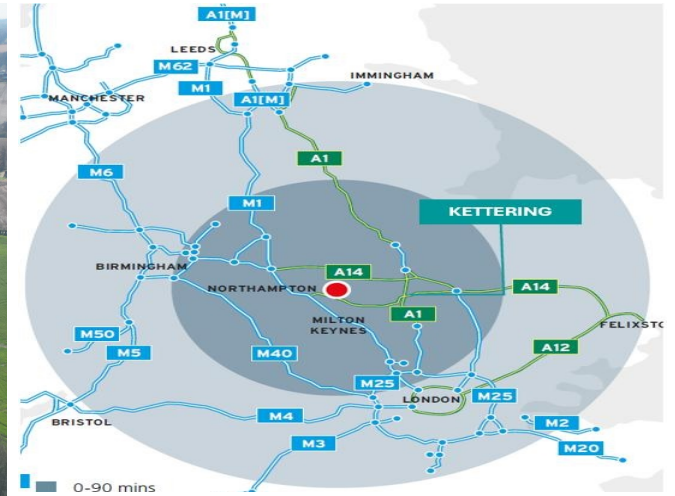 A1[M]
LEEDS
M62
IMMINGHAM
M1
MANCHESTER
A1[M]
A1
M6
M1
KETTERING
BIRMINGHAM
A14
NORTHAMPTON
A14
A1
MILTON
KEYNES
FELIXSTO
M50
M5
M40
A12
M25
LONDON
M25
M4
BRISTOL
M3
M2
M20
0-90 mins